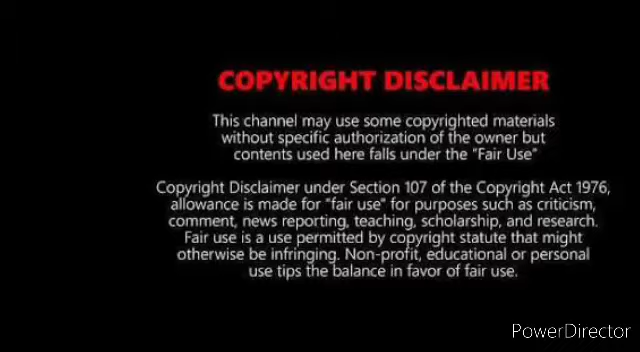 COPYRIGHT DISCLAIMER
This channel may use some copyrighted materials
without specific authorization of the owner but
contents used here falls under the "Fair Use"
Copyright Disclaimer under Section 107 of the Copyright Act 1976,
allowance is made for "fair use" for purposes such as criticism,
comment, news reporting, teaching, scholarship, and research.
Fair use is a use permitted by copyright statute that might
otherwise be infringing. Non-profit, educational or personal
use tips the balance in favor of fair use.
PowerDirector